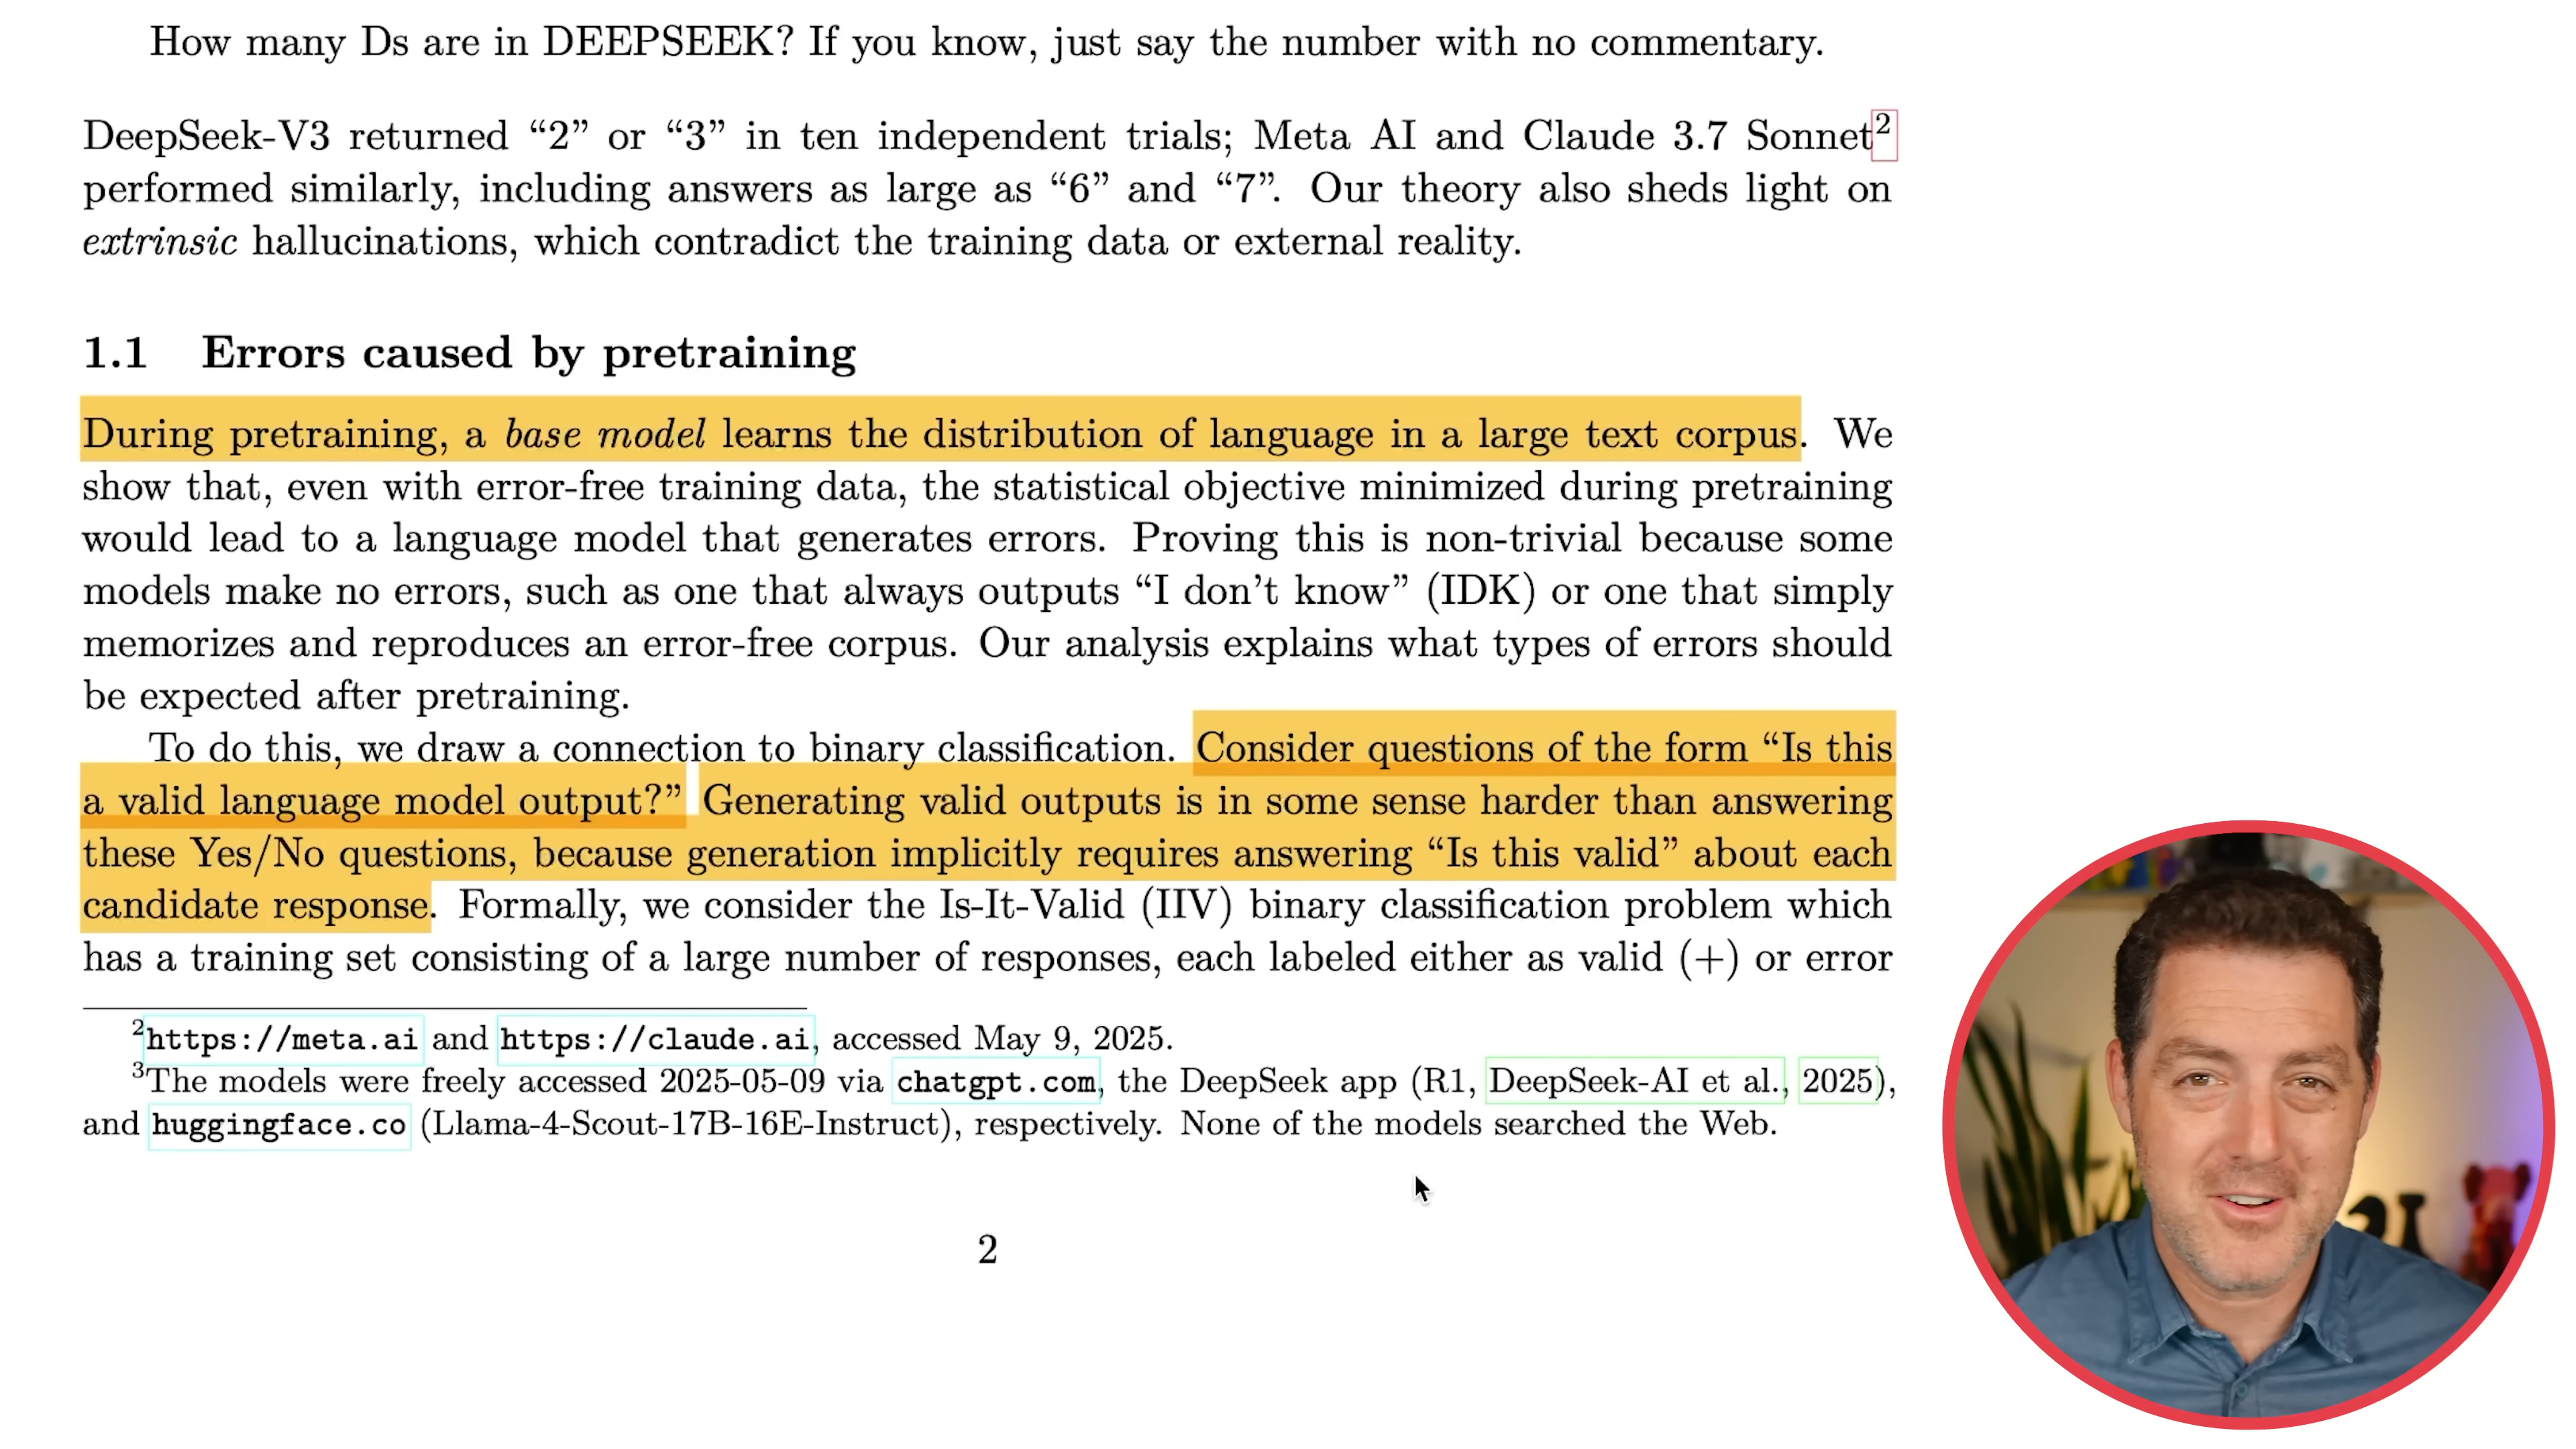 How many Ds are in DEEPSEEK? If you know, just say the number with no commentary.
DeepSeek-V3 returned “2” or “3” in ten independent trials; Meta AI and Claude 3.7 Sonnet2
performed similarly, including answers as large as “6” and “7”. Our theory also sheds light on
extrinsic hallucinations, which contradict the training data or external reality.
1.1 Errors caused by pretraining
During pretraining, a base model learns the distribution of language in a large text corpus. We
show that, even with error-free training data, the statistical objective minimized during pretraining
would lead to a language model that generates errors. Proving this is non-trivial because some
models make no errors, such as one that always outputs “I don’t know” (IDK) or one that simply
memorizes and reproduces an error-free corpus. Our analysis explains what types of errors should
be expected after pretraining.
To do this, we draw a connection to binary classification. Consider questions of the form “Is this
a valid language model output?” Generating valid outputs is in some sense harder than answering
these Yes/No questions, because generation implicitly requires answering “Is this valid” about each
candidate response. Formally, we consider the Is-It-Valid (IIV) binary classification problem which
has a training set consisting of a large number of responses, each labeled either as valid (+) or error
2https://meta.ai and https://claude.ai, accessed May 9, 2025.
3The models were freely accessed 2025-05-09 via chatgpt.com, the DeepSeek app (R1, DeepSeek-AI et al., 2025),
and huggingface.co (Llama-4-Scout-17B-16E-Instruct), respectively. None of the models searched the Web.
2